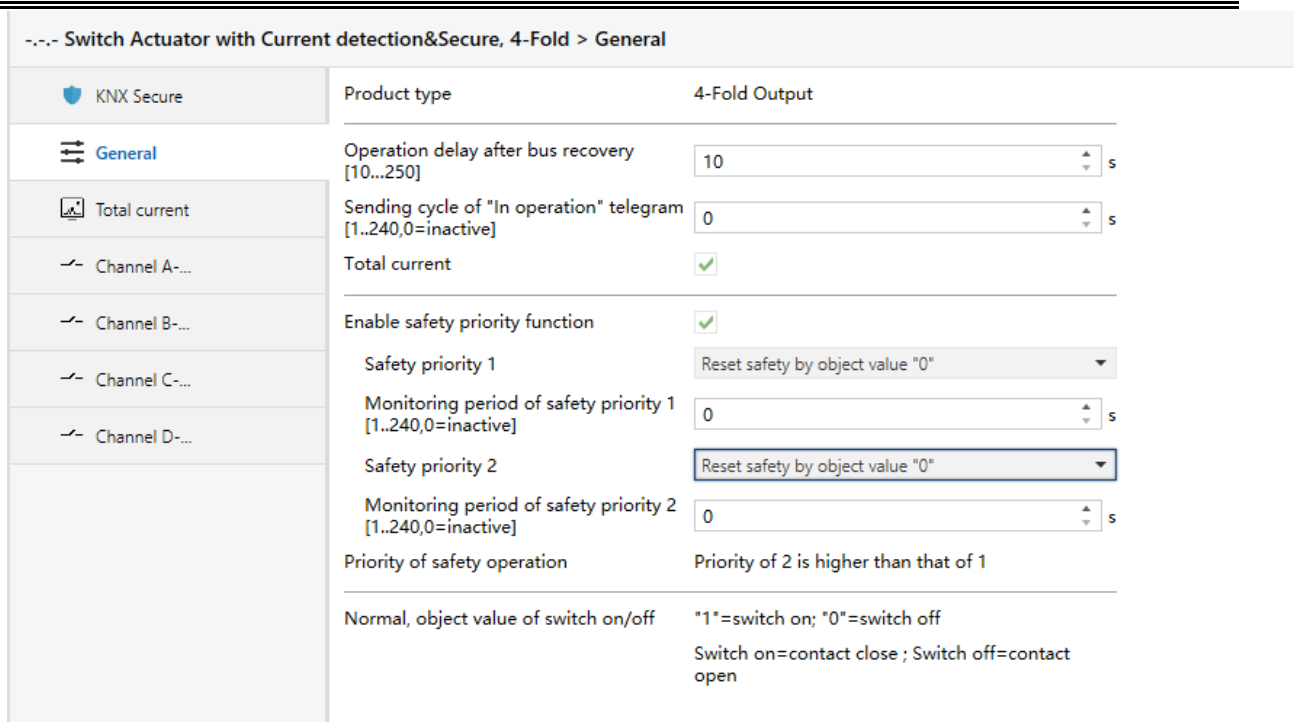 -.-.- Switch Actuator with Current detection&Secure, 4-Fold > General
KNX Secure
General
Total current
Channel A-...
Channel B-...
Channel C-...
Channel D-...
Product type 4-Fold Output
Operation delay after bus recovery
[10...250] 10 s
Sending cycle of "In operation" telegram
[1..240,0=inactive] 0 s
Total current
Enable safety priority function
Safety priority 1 Reset safety by object value "0"
Monitoring period of safety priority 1
[1..240,0=inactive] 0 s
Safety priority 2 Reset safety by object value "0"
Monitoring period of safety priority 2
[1..240,0=inactive] 0 s
Priority of safety operation Priority of 2 is higher than that of 1
Normal, object value of switch on/off "1"=switch on; "0"=switch off
Switch on=contact close ; Switch off=contact
open